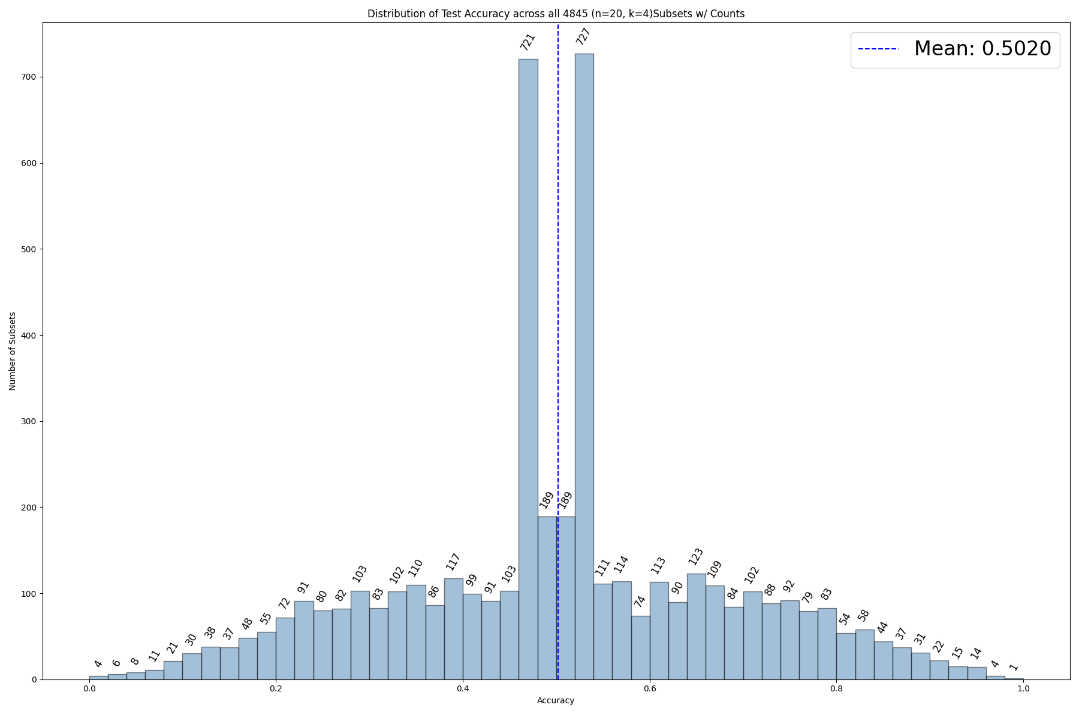 Distribution of Test Accuracy across all 4845 (n=20, k=4)Subsets w/ Counts
Mean: 0.5020
Number of Subsets
700
600
500
400
300
200
100
0
4 6 8 11 21 30 38 37 48 55 72 91 80 82 103 83 102 110 86 117 99 91 103 721 189 189 727 111 114 74 113 90 123 109 84 102 88 92 79 83 54 58 44 37 31 22 15 14 4 1
0.0 0.2 0.4 0.6 0.8 1.0
Accuracy